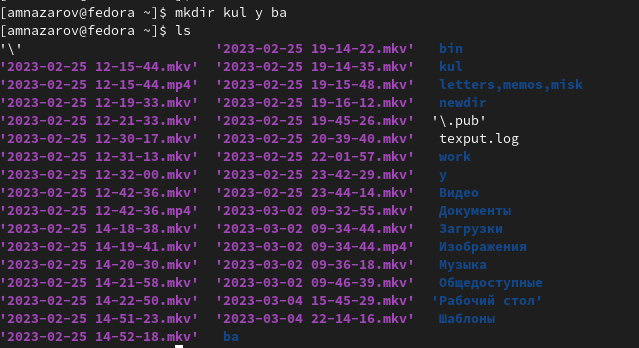 [amnazarov@fedora ~]$ mkdir kul y ba
[amnazarov@fedora ~]$ ls
'\' '2023-02-25 19-14-22.mkv' bin
'2023-02-25 12-15-44.mkv' '2023-02-25 19-14-35.mkv' kul
'2023-02-25 12-15-44.mp4' '2023-02-25 19-15-48.mkv' letters,memos,misk
'2023-02-25 12-19-33.mkv' '2023-02-25 19-16-12.mkv' newdir
'2023-02-25 12-21-33.mkv' '2023-02-25 19-45-26.mkv' '\.pub'
'2023-02-25 12-30-17.mkv' '2023-02-25 20-39-40.mkv' texput.log
'2023-02-25 12-31-13.mkv' '2023-02-25 22-01-57.mkv' work
'2023-02-25 12-32-00.mkv' '2023-02-25 23-42-29.mkv' y
'2023-02-25 12-42-36.mkv' '2023-02-25 23-44-14.mkv' Видео
'2023-02-25 12-42-36.mp4' '2023-03-02 09-32-55.mkv' Документы
'2023-02-25 14-18-38.mkv' '2023-03-02 09-34-44.mkv' Загрузки
'2023-02-25 14-19-41.mkv' '2023-03-02 09-34-44.mp4' Изображения
'2023-02-25 14-20-30.mkv' '2023-03-02 09-36-18.mkv' Музыка
'2023-02-25 14-21-58.mkv' '2023-03-02 09-46-39.mkv' Общедоступные
'2023-02-25 14-22-50.mkv' '2023-03-04 15-45-29.mkv' 'Рабочий стол'
'2023-02-25 14-51-23.mkv' '2023-03-04 22-14-16.mkv' Шаблоны
'2023-02-25 14-52-18.mkv' ba